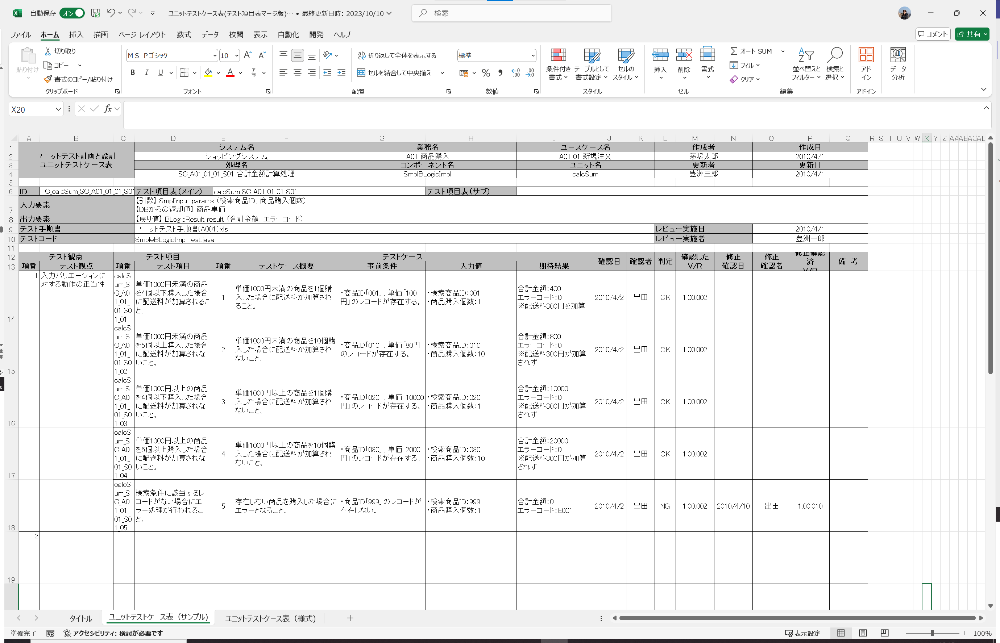 自動保存 オン ユニットテストケース表(テスト項目表マージ版)… • 最終更新日時: 2023/10/10 検索
ファイル ホーム 挿入 描画 ページ レイアウト 数式 データ 校閲 表示 自動化 開発 ヘルプ コメント 共有
貼り付け 切り取り コピー 書式のコピー/貼り付け
クリップボード
ＭＳ Ｐゴシック 10 B I U
フォント
折り返して全体を表示する
セルを結合して中央揃え
配置
標準
数値
条件付き書式 テーブルとして書式設定 セルのスタイル
スタイル
挿入 削除 書式
セル
オート SUM フィル クリア 並べ替えとフィルター 検索と選択
編集
アドイン
アドイン
データ分析
X20 fx
A B C D E F G H I J K L M N O P Q R S T U V W X Y Z
1 システム名 業務名 ユースケース名 作成者 作成日
ユニットテスト計画と設計
ユニットテストケース表
2 ショッピングシステム A01 商品購入 A01_01 新規注文 茅場太郎 2010/4/1
3 処理名 コンポーネント名 ユニット名 更新者 更新日
4 SC_A01_01_01_S01 合計金額計算処理 SmplBLogicImpl calcSum 豊洲三郎 2010/4/1
5
6 ID TC_calcSum_SC_A01_01_01_S01 テスト項目表（メイン） calcSum_SC_A01_01_01_S01 テスト項目表（サブ）
7 入力要素 【引数】 SmplInput params （検索商品ID、商品購入個数）
【DBからの返却値】 商品単価
8 出力要素 【戻り値】 BLogicResult result （合計金額、エラーコード）
9 テスト手順書 ユニットテスト手順書(A001).xls レビュー実施日 2010/4/1
10 テストコード SmpleBLogicImplTest.java レビュー実施者 豊洲一郎
11
12 テスト観点 テスト項目 テストケース 確認日 確認者 判定 確認したV/R 修正確認日 修正確認者 修正確認済V/R 備 考
13 項番 テスト観点 項番 テスト項目 項番 テストケース概要 事前条件 入力値 期待結果
14 1 入力バリエーションに対する動作の正当性
calcSum_SC_A01_01_01_S01_01
単価1000円未満の商品を4個以下購入した場合に配送料が加算されること。
1
単価1000円未満の商品を1個購入した場合に配送料が加算されること。
・商品ID「001」、単価「100円」のレコードが存在する。
・検索商品ID：001
・商品購入個数：1
合計金額：400
エラーコード：0
※配送料300円を加算
2010/4/2 出田 OK 1.00.002
15
calcSum_SC_A01_01_01_S01_02
単価1000円未満の商品を5個以上購入した場合に配送料が加算されないこと。
2
単価1000円未満の商品を10個購入した場合に配送料が加算されないこと。
・商品ID「010」、単価「80円」のレコードが存在する。
・検索商品ID：010
・商品購入個数：10
合計金額：800
エラーコード：0
※配送料300円が加算されず
2010/4/2 出田 OK 1.00.002
16
calcSum_SC_A01_01_01_S01_03
単価1000円以上の商品を4個以下購入した場合に配送料が加算されないこと。
3
単価1000円以上の商品を1個購入した場合に配送料が加算されないこと。
・商品ID「020」、単価「10000円」のレコードが存在する。
・検索商品ID：020
・商品購入個数：1
合計金額：10000
エラーコード：0
※配送料300円が加算されず
2010/4/2 出田 OK 1.00.002
17
calcSum_SC_A01_01_01_S01_04
単価1000円以上の商品を5個以上購入した場合に配送料が加算されないこと。
4
単価1000円以上の商品を10個購入した場合に配送料が加算されないこと。
・商品ID「030」、単価「2000円」のレコードが存在する。
・検索商品ID：030
・商品購入個数：10
合計金額：20000
エラーコード：0
※配送料300円が加算されず
2010/4/2 出田 OK 1.00.002
18
calcSum_SC_A01_01_01_S01_05
検索条件に該当するレコードがない場合にエラー処理が行われること。
5
存在しない商品を購入した場合にエラーとなること。
・商品ID「999」のレコードが存在しない。
・検索商品ID：999
・商品購入個数：1
合計金額：0
エラーコード：E001
2010/4/2 出田 NG 1.00.002 2010/4/10 出田 1.00.010
19 2
タイトル ユニットテストケース表（サンプル） ユニットテストケース表（様式） +
準備完了 アクセシビリティ: 検討が必要です 表示設定 100%